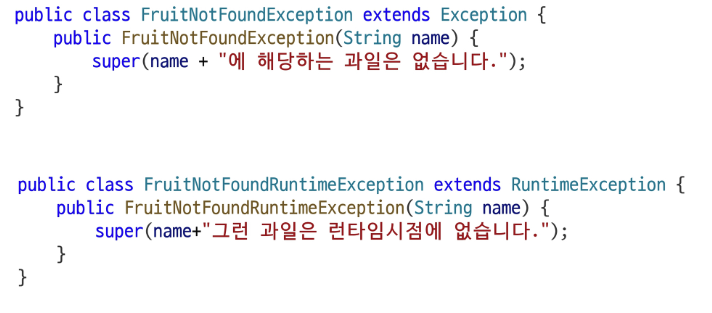 public class FruitNotFoundException extends Exception {
    public FruitNotFoundException(String name) {
        super(name + "에 해당하는 과일은 없습니다.");
    }
}
public class FruitNotFoundRuntimeException extends RuntimeException {
    public FruitNotFoundRuntimeException(String name) {
        super(name+"그런 과일은 런타임시점에 없습니다.");
    }
}